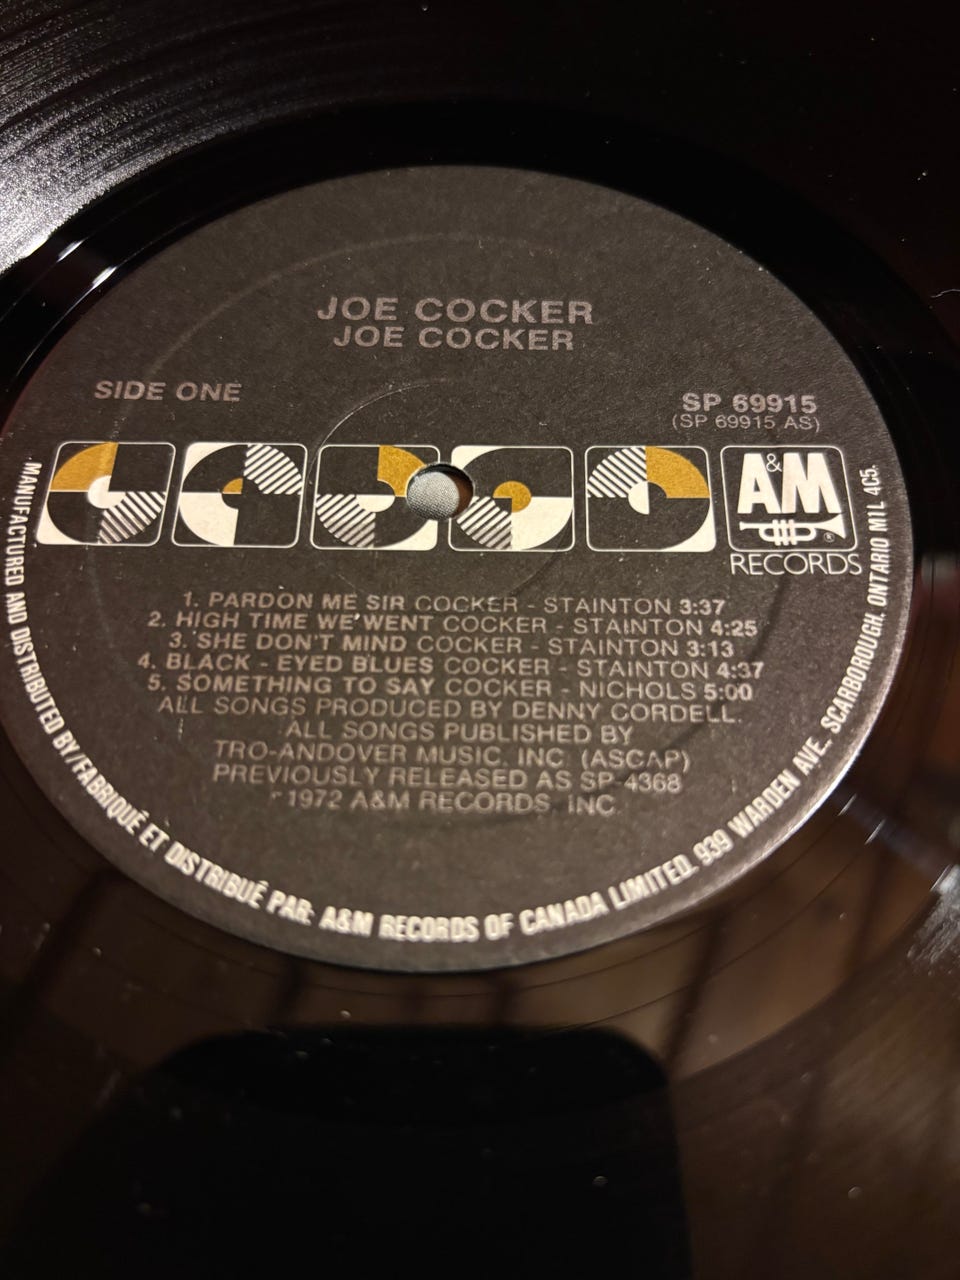 JOE COCKER
JOE COCKER
SIDE ONE
SP 69915
(SP 69915 AS)
A&M
®
RECORDS
1. PARDON ME SIR COCKER - STAINTON 3:37
2. HIGH TIME WE WENT COCKER - STAINTON 4:25
3. SHE DON'T MIND COCKER - STAINTON 3:13
4. BLACK - EYED BLUES COCKER - STAINTON 4:37
5. SOMETHING TO SAY COCKER - NICHOLS 5:00
ALL SONGS PRODUCED BY DENNY CORDELL.
ALL SONGS PUBLISHED BY
TRO-ANDOVER MUSIC, INC. (ASCAP)
PREVIOUSLY RELEASED AS SP-4368
1972 A&M RECORDS, INC.
MANUFACTURED AND DISTRIBUTED BY/FABRIQUÉ ET DISTRIBUÉ PAR: A&M RECORDS OF CANADA LIMITED, 939 WARDEN AVE., SCARBOROUGH, ONTARIO M1L 4C5.